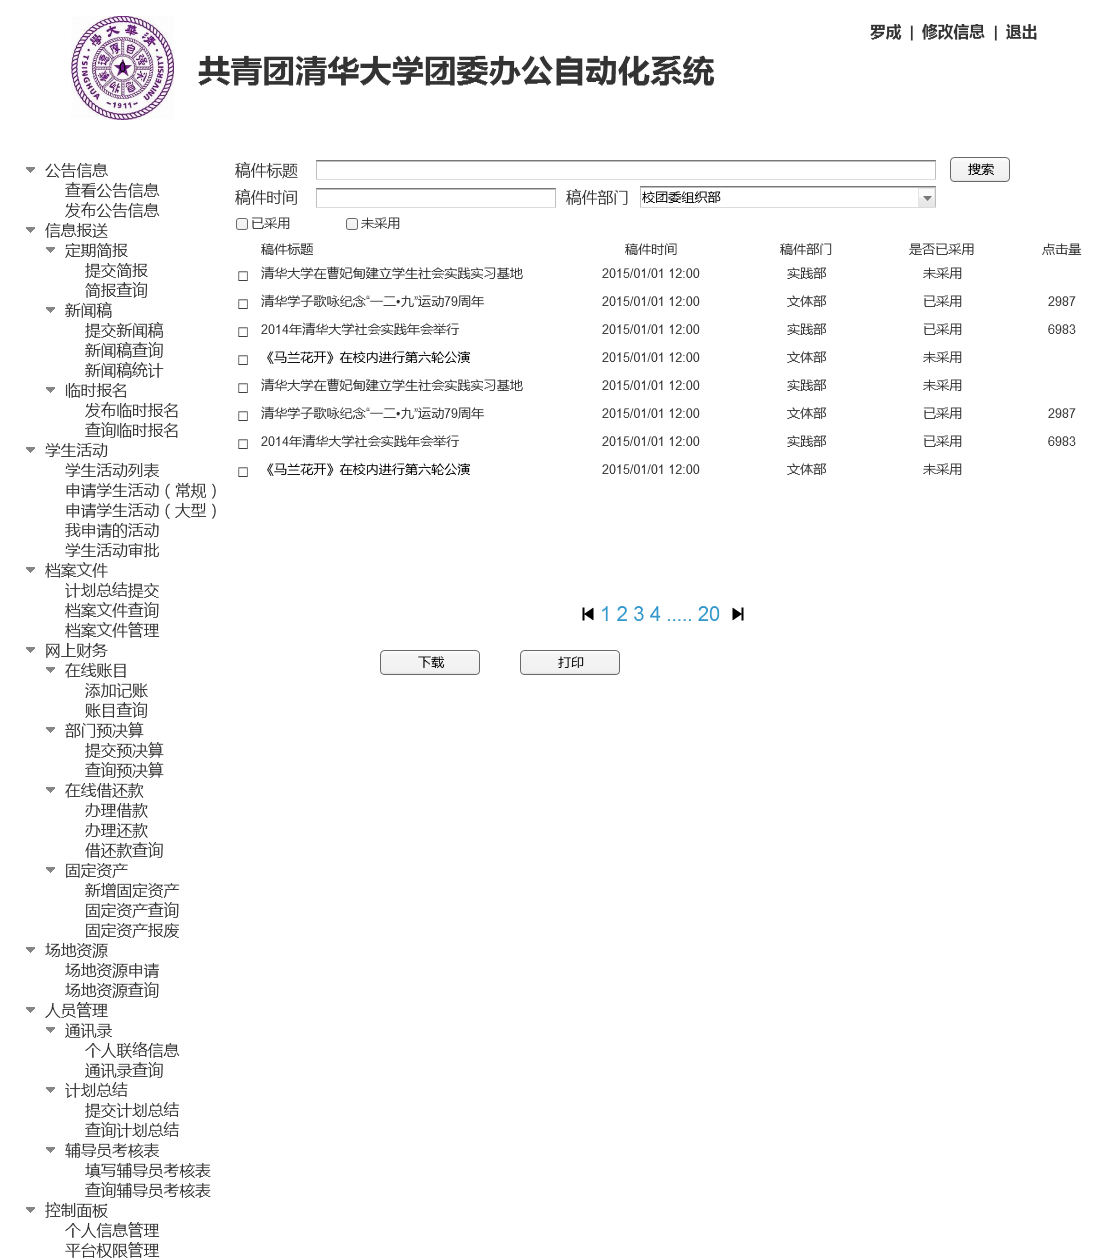 清華大學
自强不息
厚德載物
TSINGHUA UNIVERSITY
-1911-
共青团清华大学团委办公自动化系统
罗成 | 修改信息 | 退出
公告信息
查看公告信息
发布公告信息
信息报送
定期简报
提交简报
简报查询
新闻稿
提交新闻稿
新闻稿查询
新闻稿统计
临时报名
发布临时报名
查询临时报名
学生活动
学生活动列表
申请学生活动（常规）
申请学生活动（大型）
我申请的活动
学生活动审批
档案文件
计划总结提交
档案文件查询
档案文件管理
网上财务
在线账目
添加记账
账目查询
部门预决算
提交预决算
查询预决算
在线借还款
办理借款
办理还款
借还款查询
固定资产
新增固定资产
固定资产查询
固定资产报废
场地资源
场地资源申请
场地资源查询
人员管理
通讯录
个人联络信息
通讯录查询
计划总结
提交计划总结
查询计划总结
辅导员考核表
填写辅导员考核表
查询辅导员考核表
控制面板
个人信息管理
平台权限管理
稿件标题 搜索
稿件时间 稿件部门 校团委组织部
已采用 未采用
稿件标题 稿件时间 稿件部门 是否已采用 点击量
清华大学在曹妃甸建立学生社会实践实习基地 2015/01/01 12:00 实践部 未采用
清华学子歌咏纪念“一二•九”运动79周年 2015/01/01 12:00 文体部 已采用 2987
2014年清华大学社会实践年会举行 2015/01/01 12:00 实践部 已采用 6983
《马兰花开》在校内进行第六轮公演 2015/01/01 12:00 文体部 未采用
清华大学在曹妃甸建立学生社会实践实习基地 2015/01/01 12:00 实践部 未采用
清华学子歌咏纪念“一二•九”运动79周年 2015/01/01 12:00 文体部 已采用 2987
2014年清华大学社会实践年会举行 2015/01/01 12:00 实践部 已采用 6983
《马兰花开》在校内进行第六轮公演 2015/01/01 12:00 文体部 未采用
1 2 3 4 ..... 20
下载 打印